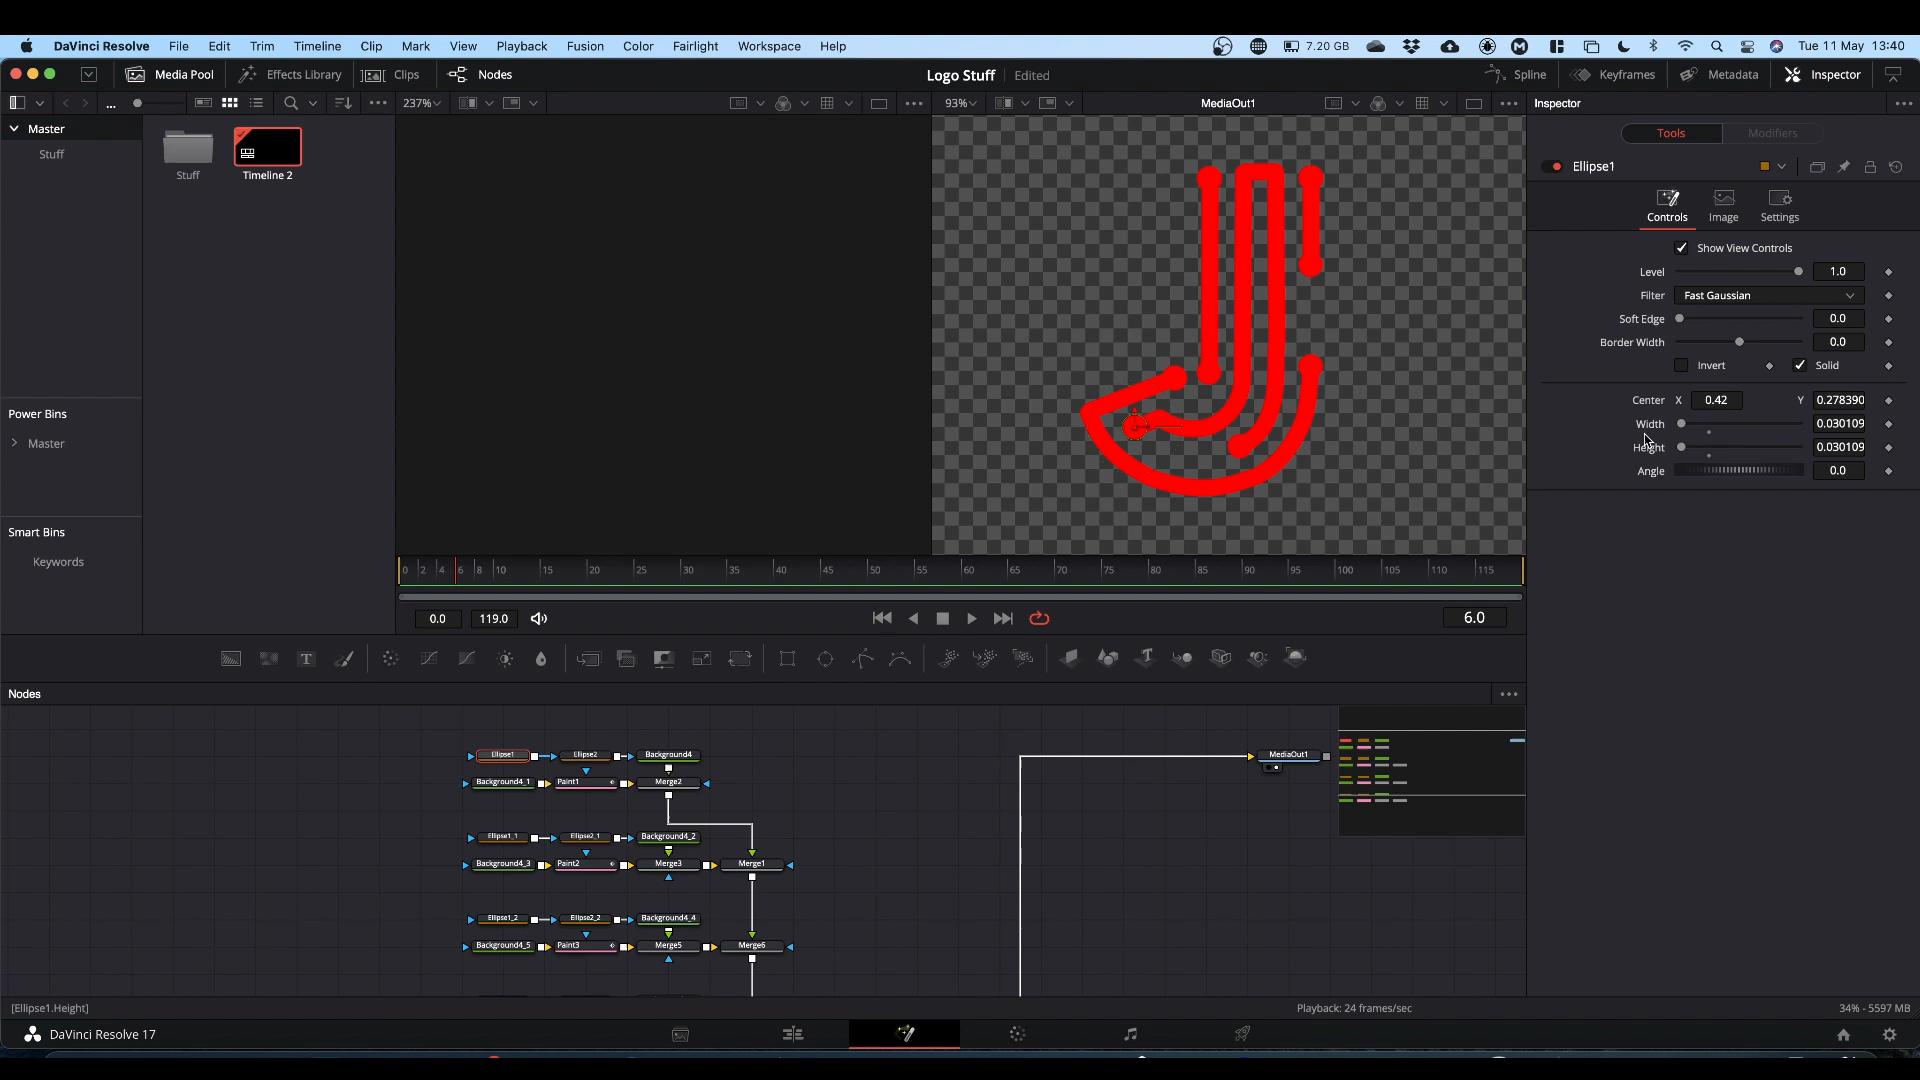 DaVinci Resolve File Edit Trim Timeline Clip Mark View Playback Fusion Color Fairlight Workspace Help 7.20 GB Tue 11 May 13:40
Media Pool Effects Library Clips Nodes Logo Stuff Edited Spline Keyframes Metadata Inspector
... 237% 93% MediaOut1 Inspector
Master
Stuff
Stuff Timeline 2
Tools Modifiers
Ellipse1
Controls Image Settings
Show View Controls
Level 1.0
Filter Fast Gaussian
Soft Edge 0.0
Border Width 0.0
Invert Solid
Center X 0.42 Y 0.278390
Width 0.030109
Height 0.030109
Angle 0.0
Power Bins
Master
Smart Bins
Keywords
0 2 4 6 8 10 15 20 25 30 35 40 45 50 55 60 65 70 75 80 85 90 95 100 105 110 115
0.0 119.0 6.0
Nodes
Ellipse1 Ellipse2 Background4 MediaOut1
Background4_1 Paint1 Merge2
Ellipse1_1 Ellipse2_1 Background4_2
Background4_3 Paint2 Merge3 Merge1
Ellipse1_2 Ellipse2_2 Background4_4
Background4_5 Paint3 Merge5 Merge6
[Ellipse1.Height] Playback: 24 frames/sec 34% - 5597 MB
DaVinci Resolve 17